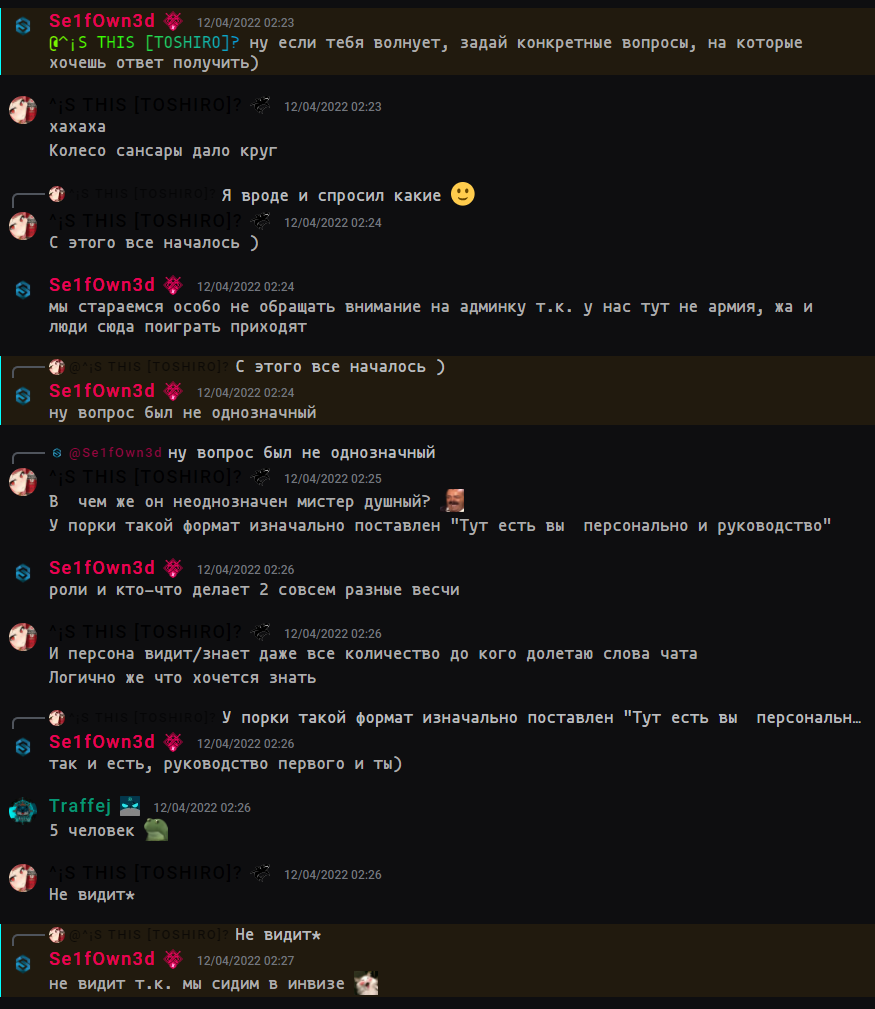 Se1fOwn3d 12/04/2022 02:23
@^¡S THIS [TOSHIRO]? ну если тебя волнует, задай конкретные вопросы, на которые
хочешь ответ получить)
^¡S THIS [TOSHIRO]? 12/04/2022 02:23
хахаха
Колесо сансары дало круг
^¡S THIS [TOSHIRO]? Я вроде и спросил какие 🙂
^¡S THIS [TOSHIRO]? 12/04/2022 02:24
С этого все началось )
Se1fOwn3d 12/04/2022 02:24
мы стараемся особо не обращать внимание на админку т.к. у нас тут не армия, жа и
люди сюда поиграть приходят
@^¡S THIS [TOSHIRO]? С этого все началось )
Se1fOwn3d 12/04/2022 02:24
ну вопрос был не однозначный
@Se1fOwn3d ну вопрос был не однозначный
^¡S THIS [TOSHIRO]? 12/04/2022 02:25
В  чем же он неоднозначен мистер душный?
У порки такой формат изначально поставлен "Тут есть вы  персонально и руководство"
Se1fOwn3d 12/04/2022 02:26
роли и кто-что делает 2 совсем разные весчи
^¡S THIS [TOSHIRO]? 12/04/2022 02:26
И персона видит/знает даже все количество до кого долетаю слова чата
Логично же что хочется знать
^¡S THIS [TOSHIRO]? У порки такой формат изначально поставлен "Тут есть вы  персональн…
Se1fOwn3d 12/04/2022 02:26
так и есть, руководство первого и ты)
Traffej 12/04/2022 02:26
5 человек
^¡S THIS [TOSHIRO]? 12/04/2022 02:26
Не видит*
@^¡S THIS [TOSHIRO]? Не видит*
Se1fOwn3d 12/04/2022 02:27
не видит т.к. мы сидим в инвизе